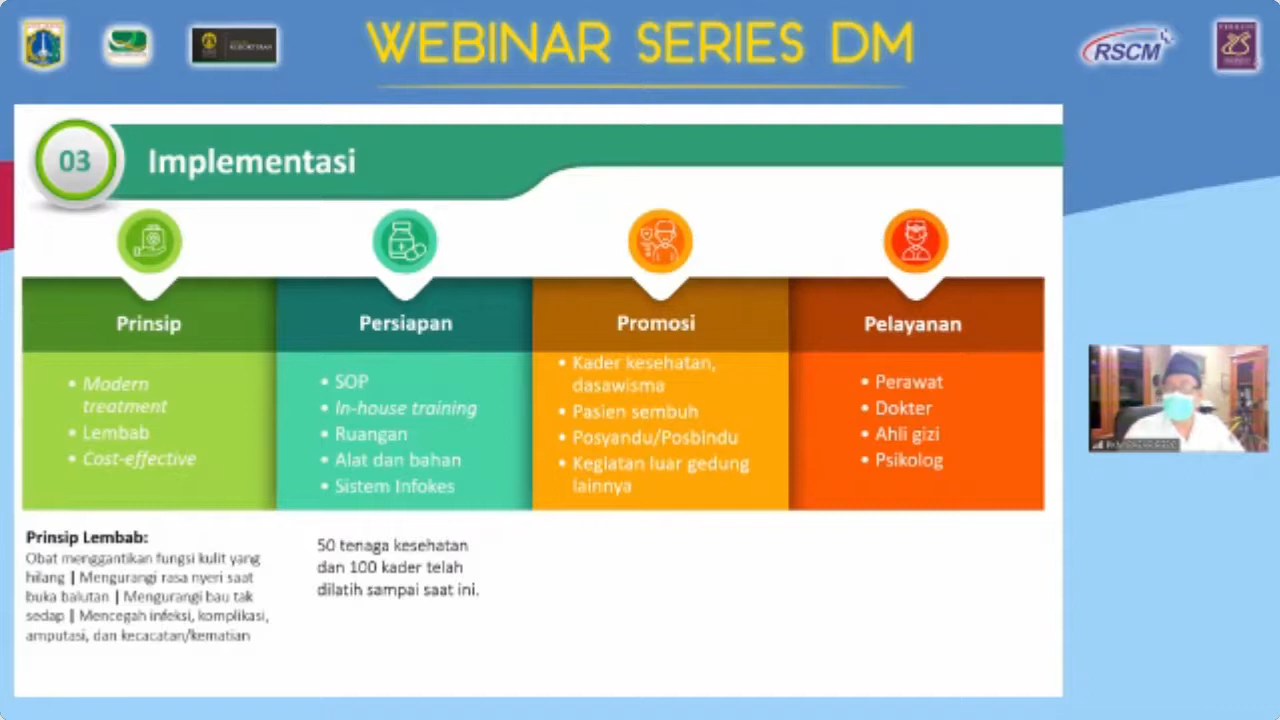 WEBINAR SERIES DM
RSCM
03
Implementasi
Prinsip
• Modern
treatment
• Lembab
• Cost-effective
Persiapan
• SOP
• In-house training
• Ruangan
• Alat dan bahan
• Sistem Infokes
Promosi
• Kader kesehatan,
dasawisma
• Pasien sembuh
• Posyandu/Posbindu
• Kegiatan luar gedung
lainnya
Pelayanan
• Perawat
• Dokter
• Ahli gizi
• Psikolog
Prinsip Lembab:
Obat menggantikan fungsi kulit yang
hilang | Mengurangi rasa nyeri saat
buka balutan | Mengurangi bau tak
sedap | Mencegah infeksi, komplikasi,
amputasi, dan kecacatan/kematian
50 tenaga kesehatan
dan 100 kader telah
dilatih sampai saat ini.